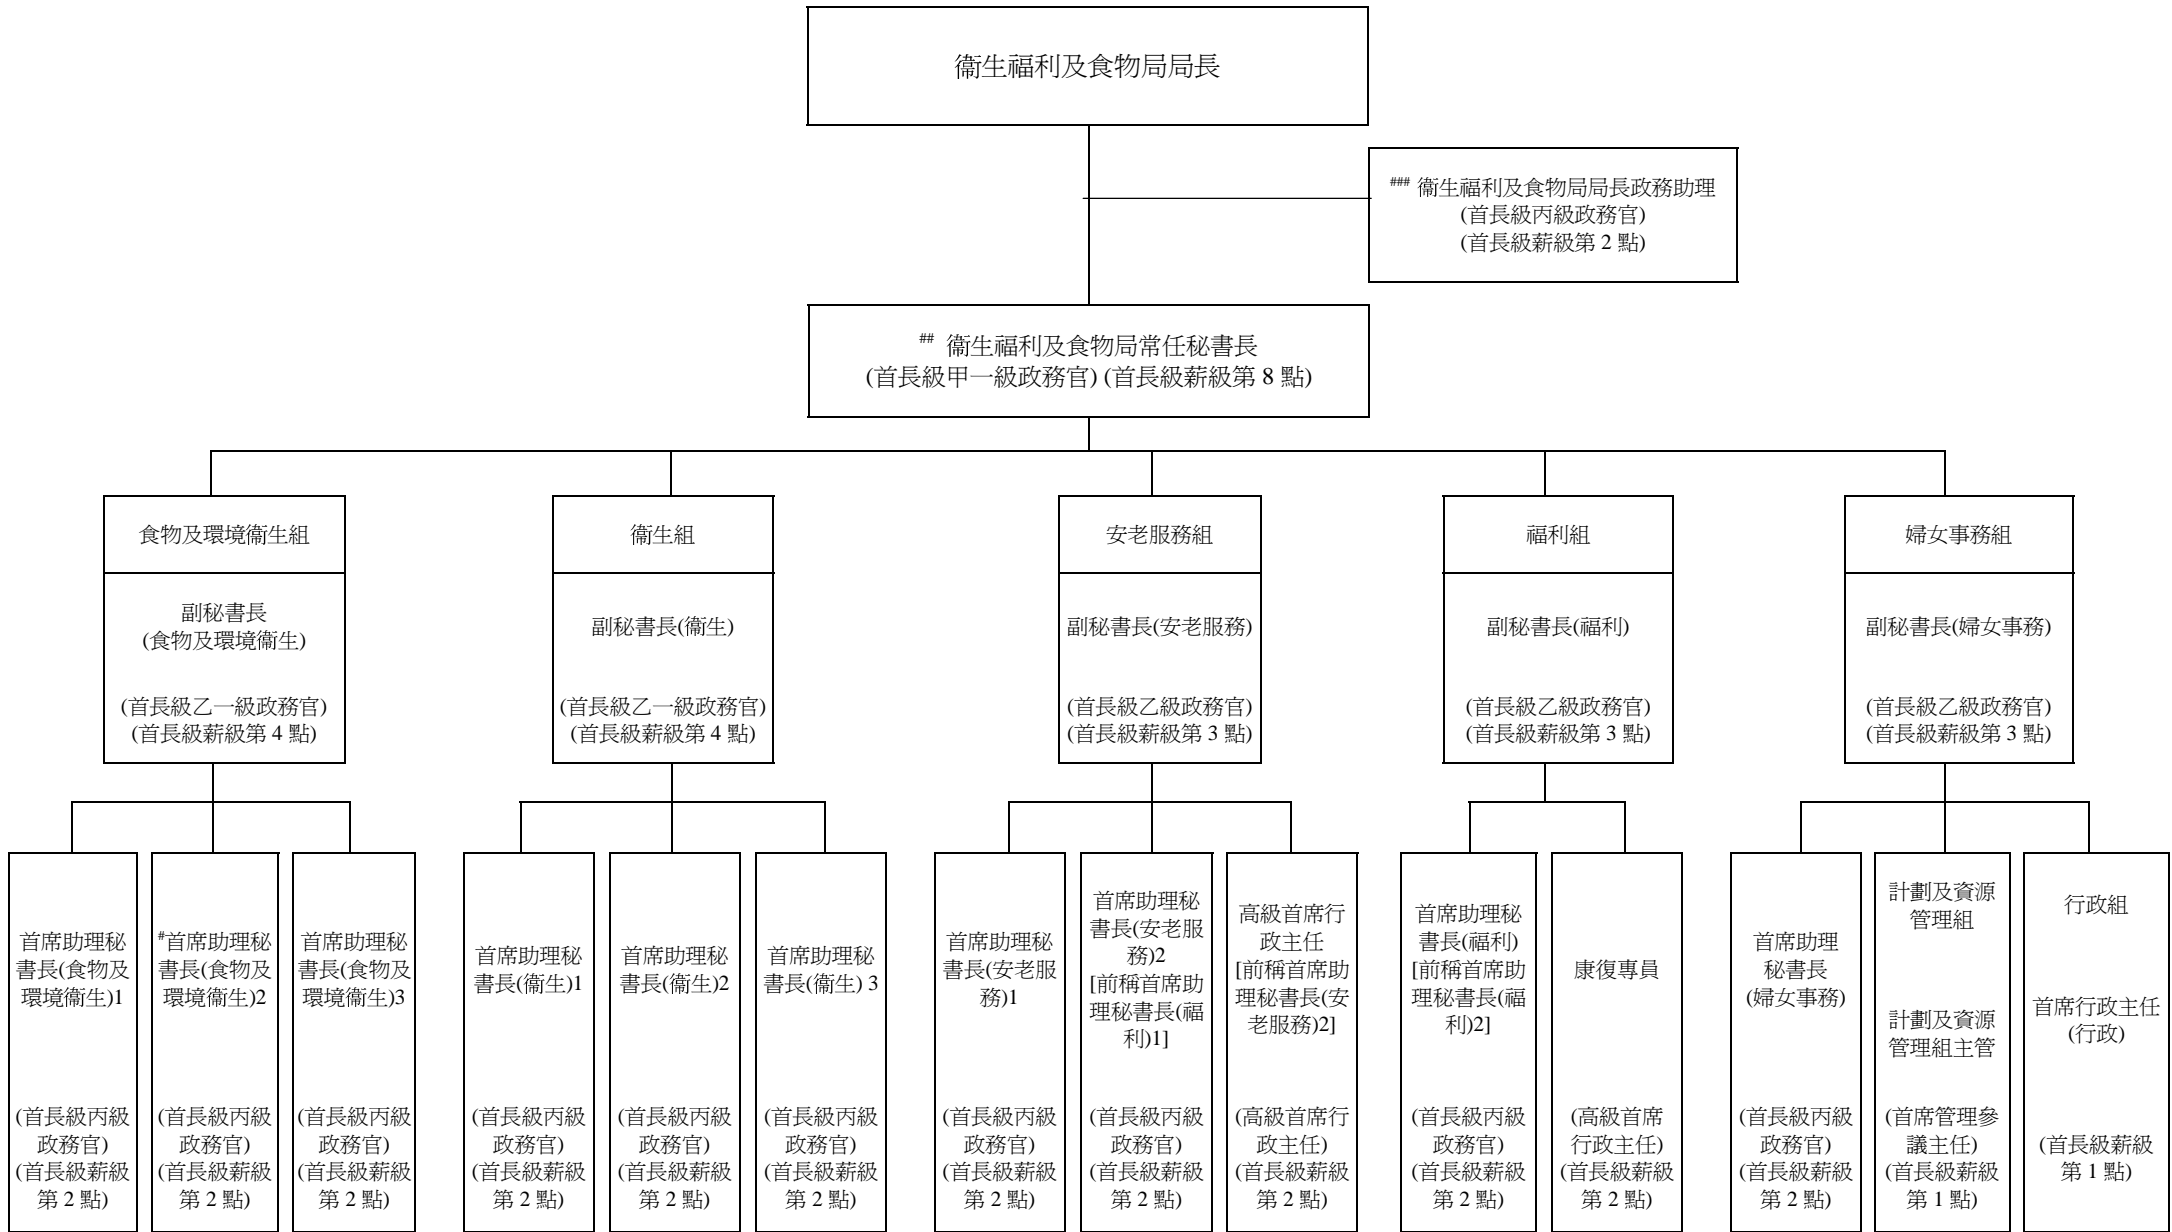 衞生福利及食物局局長
### 衞生福利及食物局局長政務助理
(首長級丙級政務官)
(首長級薪級第 2 點)
## 衞生福利及食物局常任秘書長
(首長級甲一級政務官) (首長級薪級第 8 點)
食物及環境衞生組
副秘書長
(食物及環境衞生)
(首長級乙一級政務官)
(首長級薪級第 4 點)
衞生組
副秘書長(衞生)
(首長級乙一級政務官)
(首長級薪級第 4 點)
安老服務組
副秘書長(安老服務)
(首長級乙級政務官)
(首長級薪級第 3 點)
福利組
副秘書長(福利)
(首長級乙級政務官)
(首長級薪級第 3 點)
婦女事務組
副秘書長(婦女事務)
(首長級乙級政務官)
(首長級薪級第 3 點)
首席助理秘
書長(食物及
環境衞生)1
(首長級丙級
政務官)
(首長級薪級
第 2 點)
#首席助理秘
書長(食物及
環境衞生)2
(首長級丙級
政務官)
(首長級薪級
第 2 點)
首席助理秘
書長(食物及
環境衞生)3
(首長級丙級
政務官)
(首長級薪級
第 2 點)
首席助理秘
書長(衞生)1
(首長級丙級
政務官)
(首長級薪級
第 2 點)
首席助理秘
書長(衞生)2
(首長級丙級
政務官)
(首長級薪級
第 2 點)
首席助理秘
書長(衞生) 3
(首長級丙級
政務官)
(首長級薪級
第 2 點)
首席助理秘
書長(安老服
務)1
(首長級丙級
政務官)
(首長級薪級
第 2 點)
首席助理秘
書長(安老服
務)2
[前稱首席助
理秘書長(福
利)1]
(首長級丙級
政務官)
(首長級薪級
第 2 點)
高級首席行
政主任
[前稱首席助
理秘書長(安
老服務)2]
(高級首席行
政主任)
(首長級薪級
第 2 點)
首席助理秘
書長(福利)
[前稱首席助
理秘書長(福
利)2]
(首長級丙級
政務官)
(首長級薪級
第 2 點)
康復專員
(高級首席
行政主任)
(首長級薪級
第 2 點)
首席助理
秘書長
(婦女事務)
(首長級丙級
政務官)
(首長級薪級
第 2 點)
計劃及資源
管理組
計劃及資源
管理組主管
(首席管理參
議主任)
(首長級薪級
第 1 點)
行政組
首席行政主任
(行政)
(首長級薪級
第 1 點)